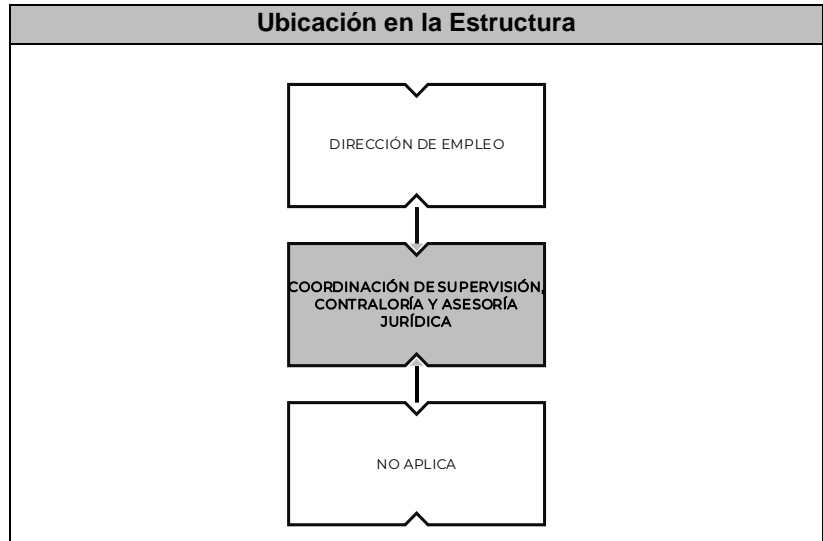 Ubicación en la Estructura
DIRECCIÓN DE EMPLEO
COORDINACIÓN DE SUPERVISIÓN,
CONTRALORÍA Y ASESORÍA
JURÍDICA
NO APLICA